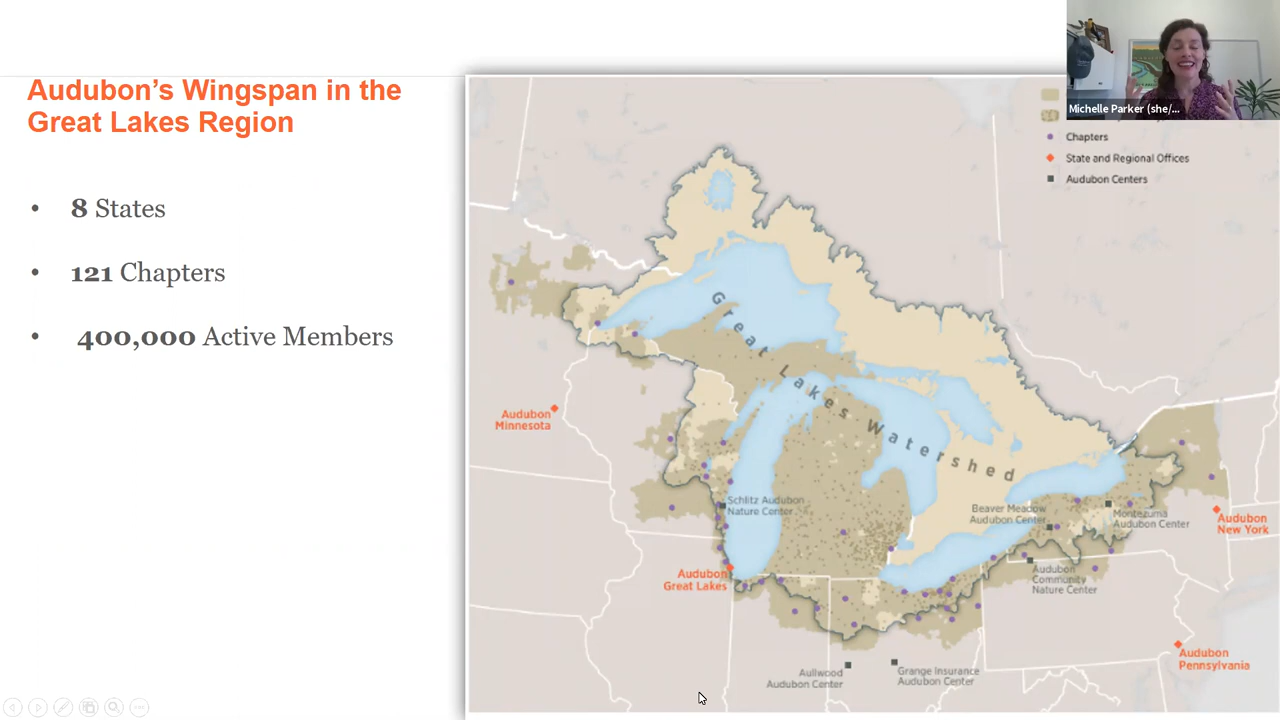 Audubon's Wingspan in the
Great Lakes Region
• 8 States
• 121 Chapters
• 400,000 Active Members
Michelle Parker (she/...
Chapters
State and Regional Offices
Audubon Centers
Great Lakes Watershed
Audubon
Minnesota
Schlitz Audubon
Nature Center
Beaver Meadow
Audubon Center
Montezuma
Audubon Center
Audubon
New York
Audubon
Great Lakes
Audubon
Community
Nature Center
Audubon
Pennsylvania
Aullwood
Audubon Center
Grange Insurance
Audubon Center